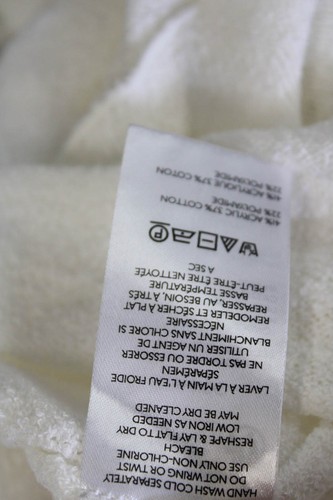 HAND WASH COLD SEPARATELY
DO NOT WRING OR TWIST
USE ONLY NON-CHLORINE
BLEACH
RESHAPE & LAY FLAT TO DRY
LOW IRON AS NEEDED
MAY BE DRY CLEANED
LAVER À LA MAIN À L'EAU FROIDE
SÉPARÉMENT
NE PAS TORDRE OU ESSORER
UTILISER UN AGENT DE
BLANCHIMENT SANS CHLORE SI
NÉCESSAIRE
REMODELER ET SÉCHER À PLAT
REPASSER, AU BESOIN, À TRÈS
BASSE TEMPÉRATURE
PEUT-ÊTRE ÊTRE NETTOYÉE
A SEC
P
41% ACRYLIC 37% COTTON
22% POLYAMIDE
41% ACRYLIQUE 37% COTTON
22% POLYAMIDE